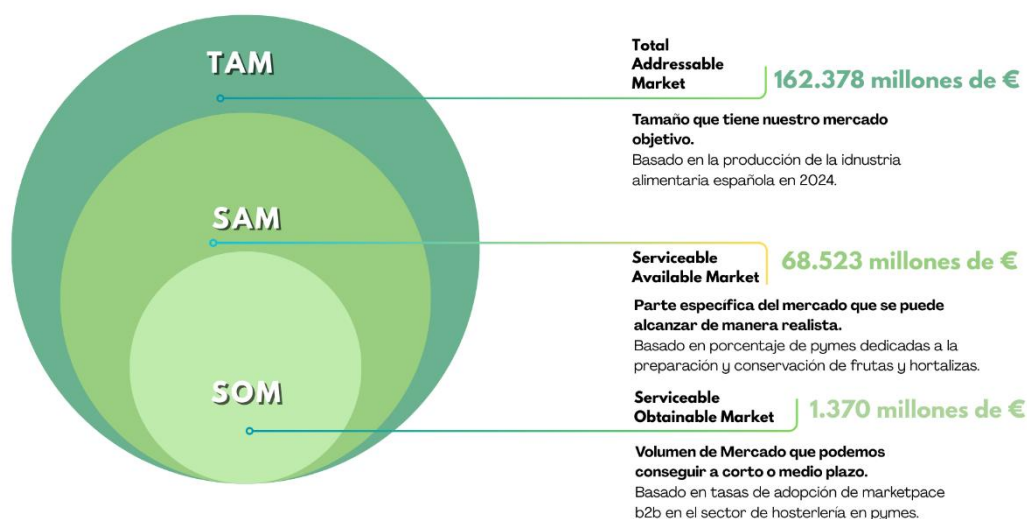 TAM
Total
Addressable
Market
162.378 millones de €
Tamaño que tiene nuestro mercado
objetivo.
Basado en la producción de la idnustria
alimentaria española en 2024.
SAM
Serviceable
Available Market
68.523 millones de €
Parte específica del mercado que se puede
alcanzar de manera realista.
Basado en porcentaje de pymes dedicadas a la
preparación y conservación de frutas y hortalizas.
SOM
Serviceable
Obtainable Market
1.370 millones de €
Volumen de Mercado que podemos
conseguir a corto o medio plazo.
Basado en tasas de adopción de marketpace
b2b en el sector de hosterlería en pymes.